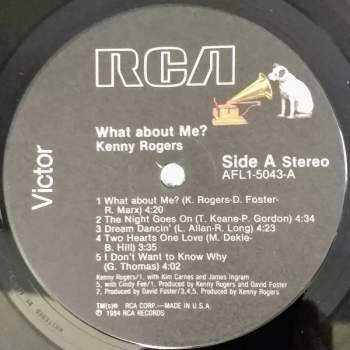 RCA
What about Me?
Kenny Rogers
Side A Stereo
AFL1-5043-A
Victor
1 What about Me? (K. Rogers-D. Foster-
R. Marx) 4:20
2 The Night Goes On (T. Keane-P. Gordon) 4:34
3 Dream Dancin' (L. Allan-R. Long) 4:23
4 Two Hearts One Love (M. Dekle-
B. Hill) 3:35
5 I Don't Want to Know Why
(G. Thomas) 4:02
Kenny Rogers/1, with Kim Carnes and James Ingram
5, with Cindy Fee/1, Produced by Kenny Rogers and David Foster
2, Produced by David Foster/3,4,5, Produced by Kenny Rogers.
TM(s)® RCA CORP.—MADE IN U.S.A.
℗ 1984 RCA RECORDS